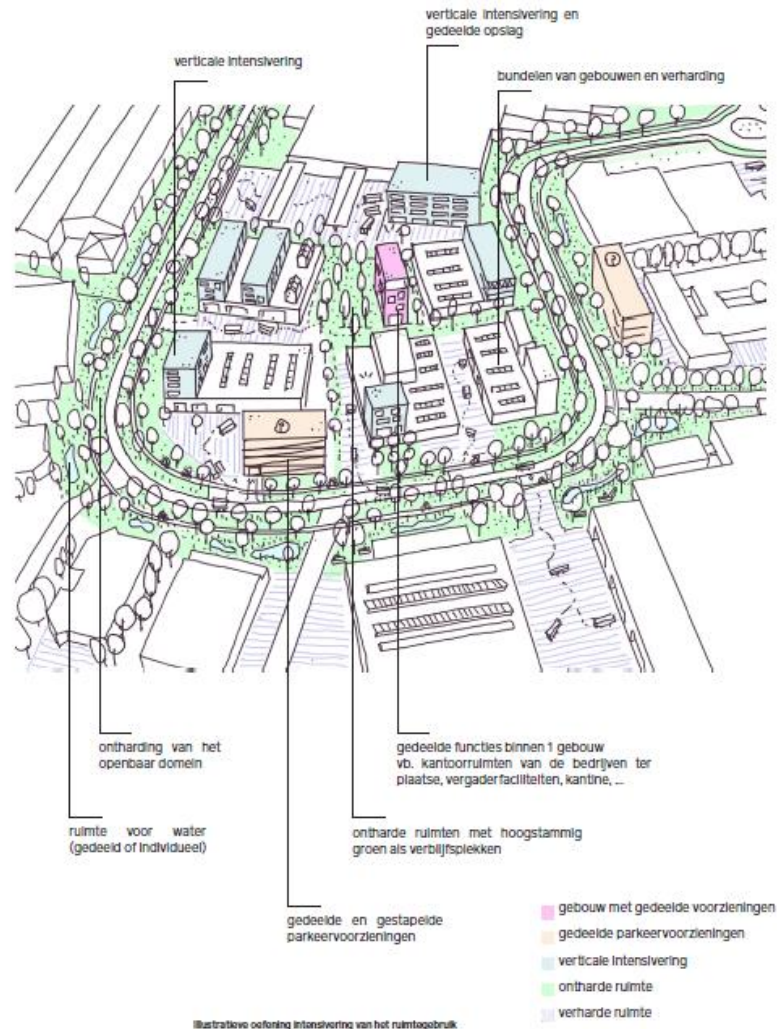 verticale intensivering en
gedeelde opslag
verticale intensivering
bundelen van gebouwen en verharding
ontharding van het
openbaar domein
gedeelde functies binnen 1 gebouw
vb. kantoorruimten van de bedrijven ter
plaatse, vergaderfaciliteiten, kantine, ...
ruimte voor water
(gedeeld of individueel)
ontharde ruimten met hoogstammig
groen als verblijfsplekken
gedeelde en gestapelde
parkeervoorzieningen
gebouw met gedeelde voorzieningen
gedeelde parkeervoorzieningen
verticale intensivering
ontharde ruimte
verharde ruimte
Illustratieve oefening intensivering van het ruimtegebruik